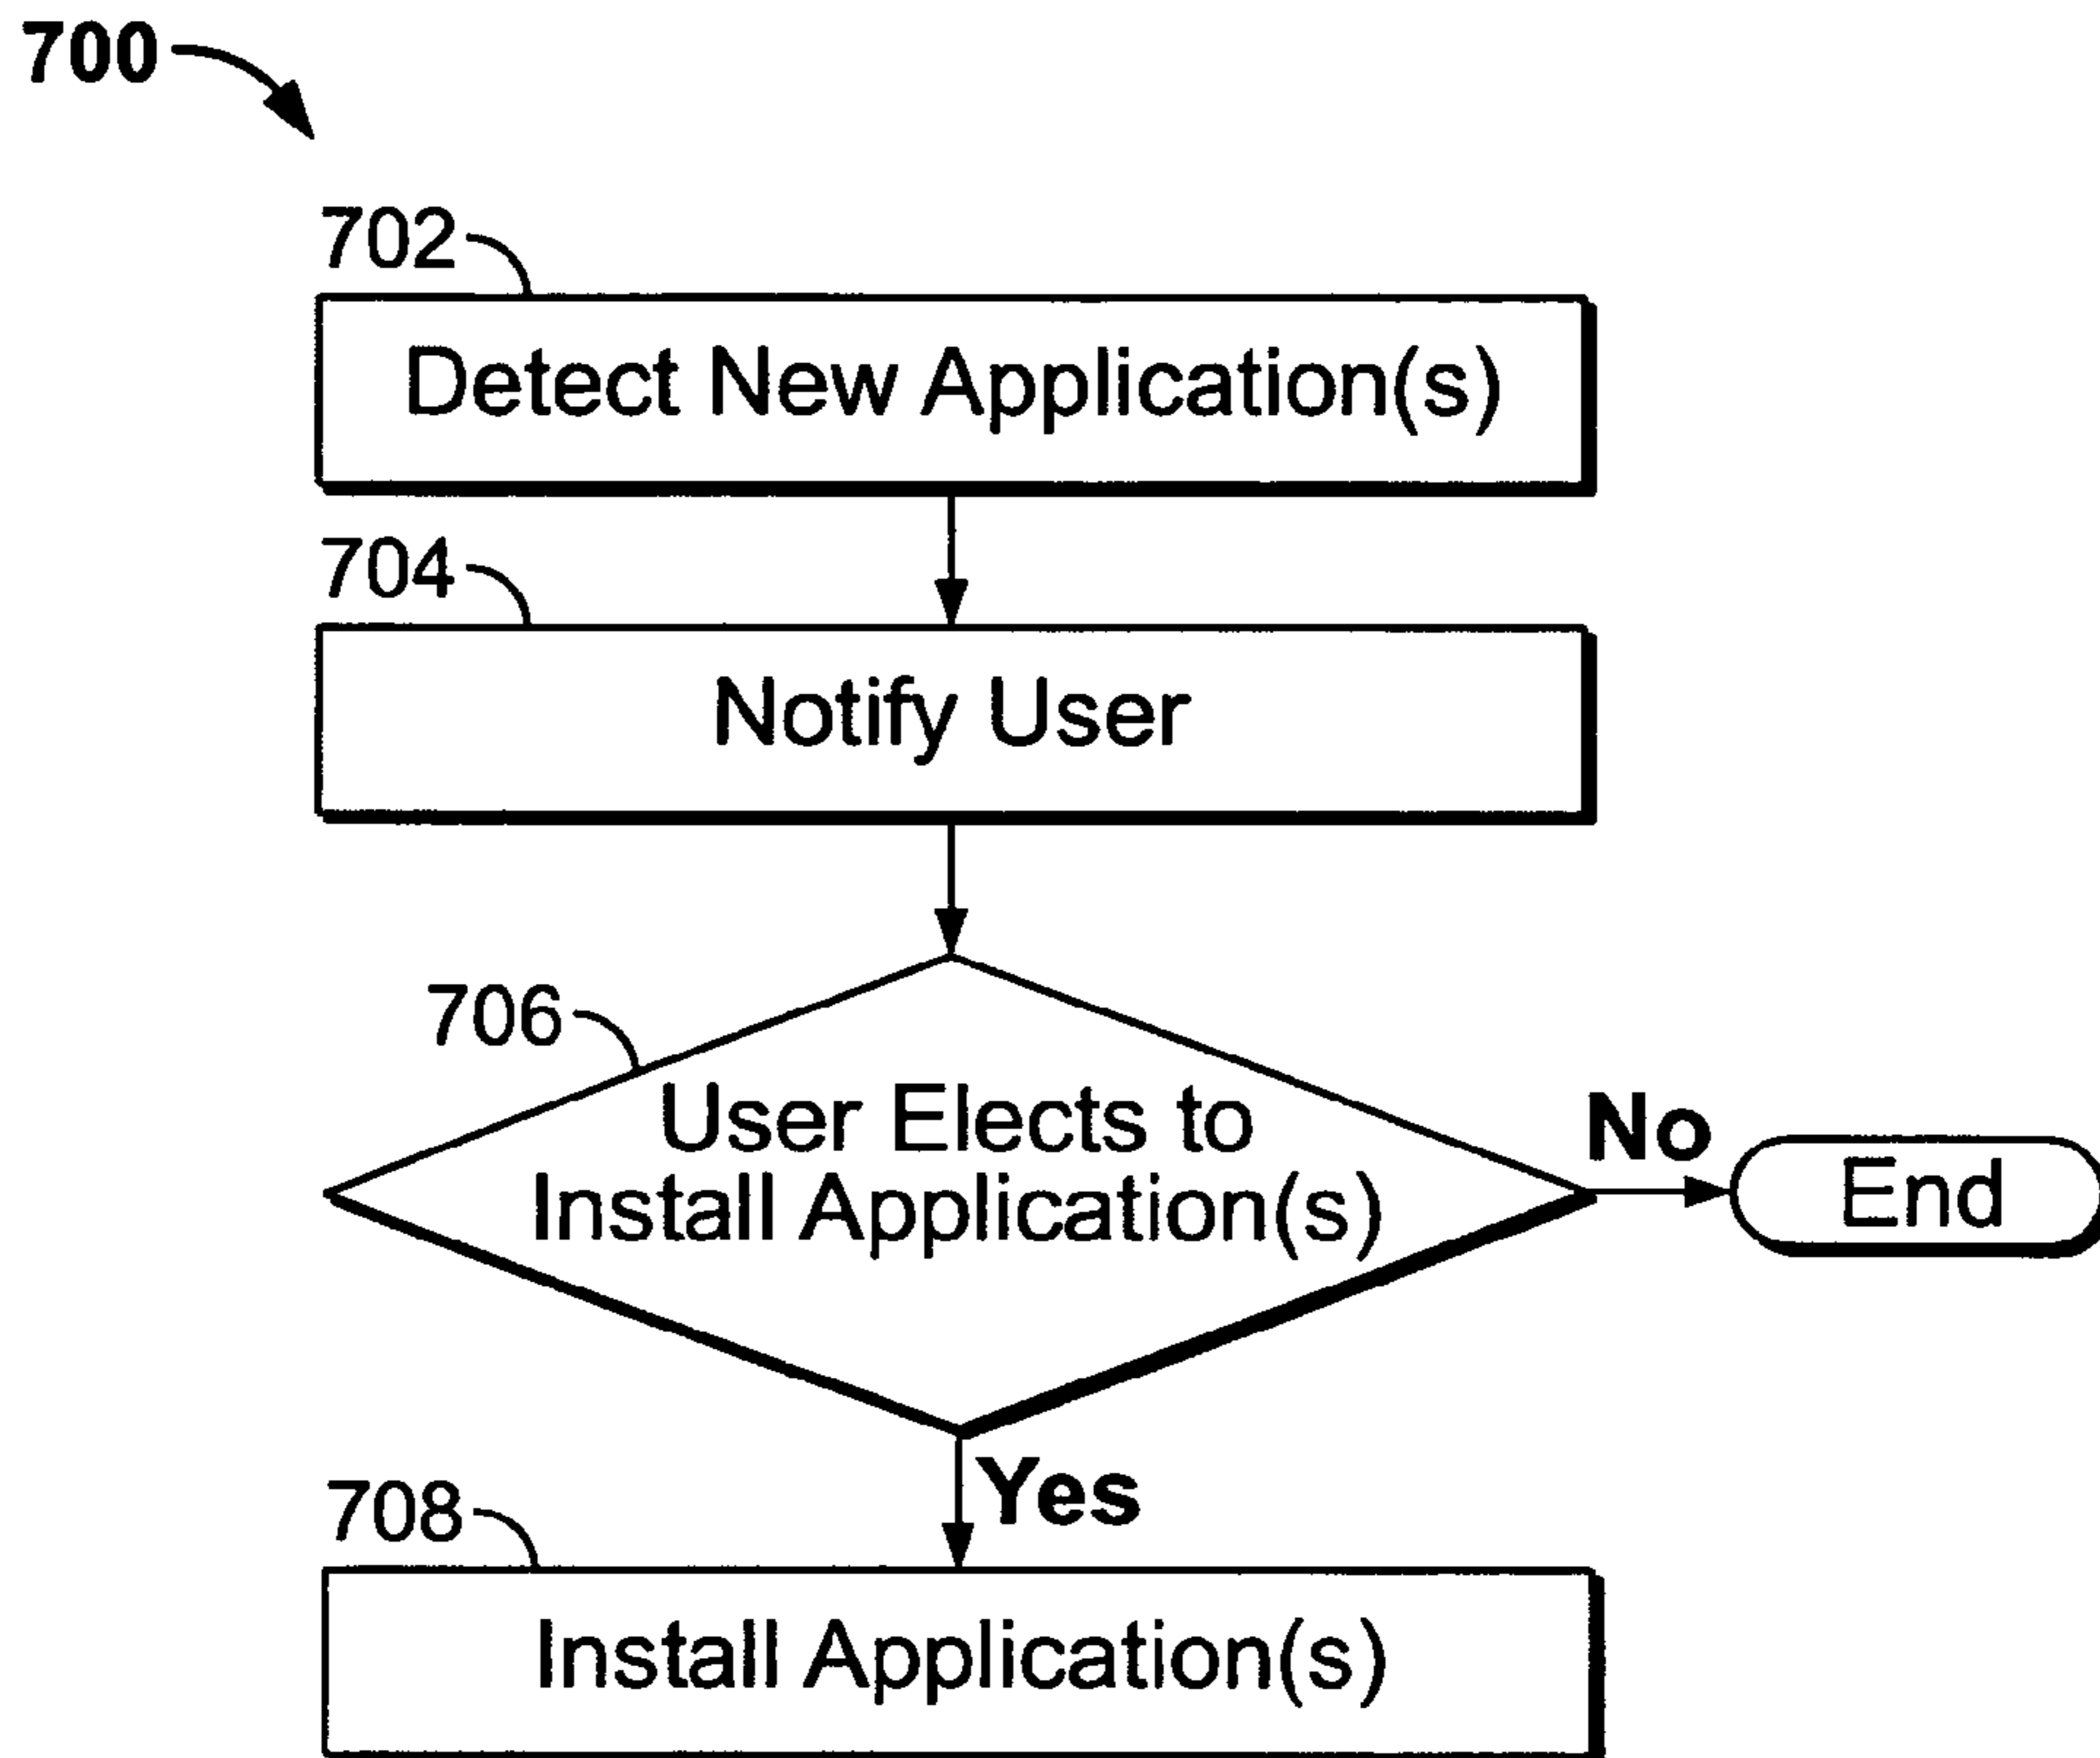 700
702
Detect New Application(s)
704
Notify User
706
User Elects to
Install Application(s)
No
End
Yes
708
Install Application(s)